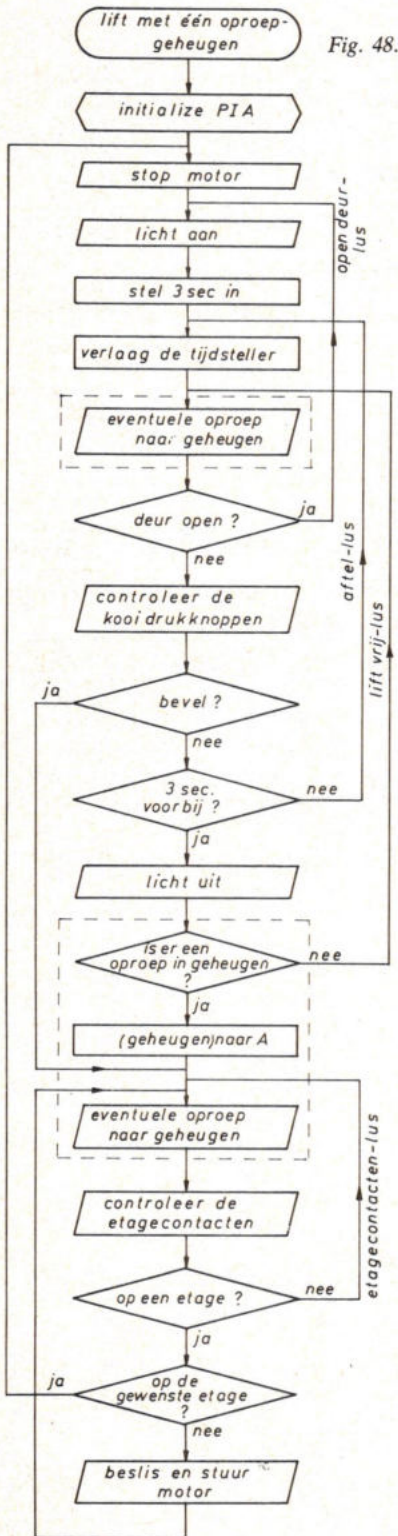 lift met één oproep-
geheugen
Fig. 48.
initialize PIA
stop motor
licht aan
open deur-
lus
stel 3 sec in
verlaag de tijdsteller
eventuele oproep
naar geheugen
deur open ?
ja
nee
aftel-lus
lift vrij-lus
controleer de
kooi drukknoppen
ja
bevel ?
nee
3 sec.
voorbij ?
nee
ja
licht uit
is er een
oproep in geheugen
?
nee
ja
(geheugen) naar A
eventuele oproep
naar geheugen
etagecontacten-lus
controleer de
etagecontacten
op een etage ?
nee
ja
ja
op de
gewenste etage
?
nee
beslis en stuur
motor